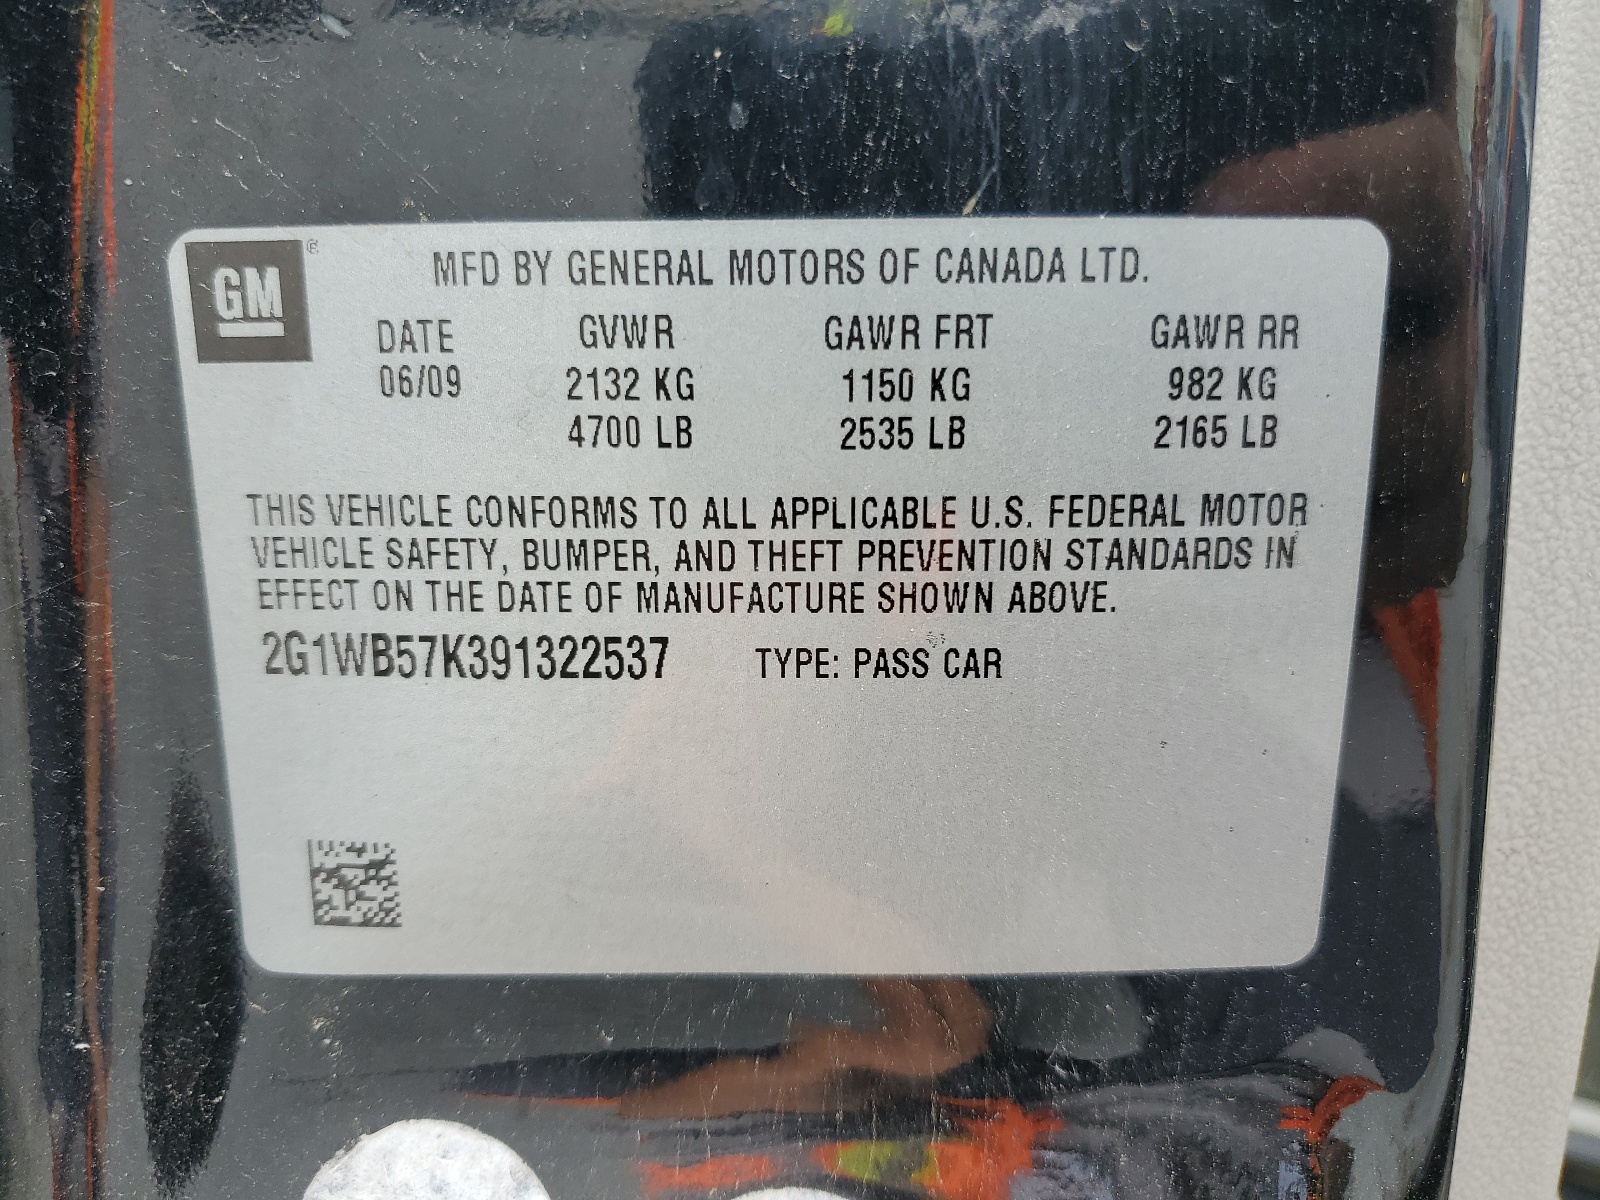 GM ®
MFD BY GENERAL MOTORS OF CANADA LTD.
DATE GVWR GAWR FRT GAWR RR
06/09 2132 KG 1150 KG 982 KG
4700 LB 2535 LB 2165 LB
THIS VEHICLE CONFORMS TO ALL APPLICABLE U.S. FEDERAL MOTOR
VEHICLE SAFETY, BUMPER, AND THEFT PREVENTION STANDARDS IN
EFFECT ON THE DATE OF MANUFACTURE SHOWN ABOVE.
2G1WB57K391322537 TYPE: PASS CAR